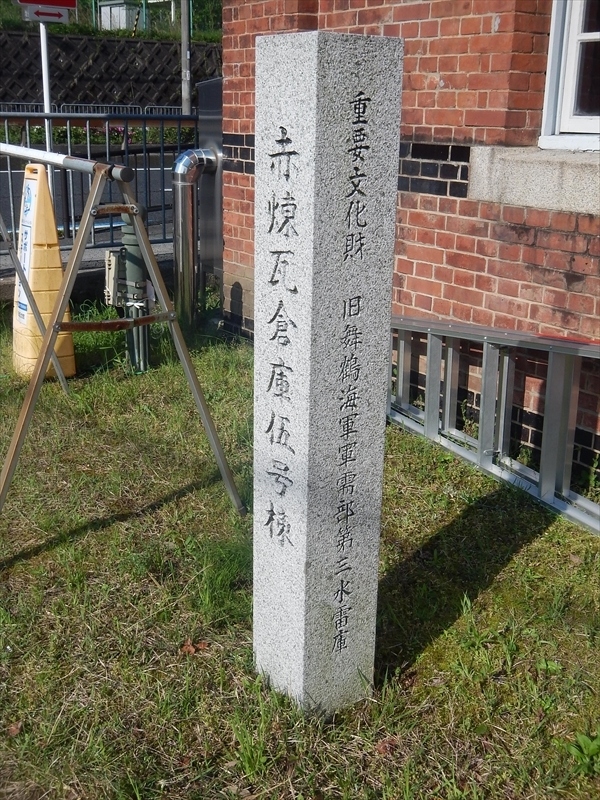 赤煉瓦倉庫伍号棟
重要文化財 旧舞鶴海軍軍需部第三水雷庫